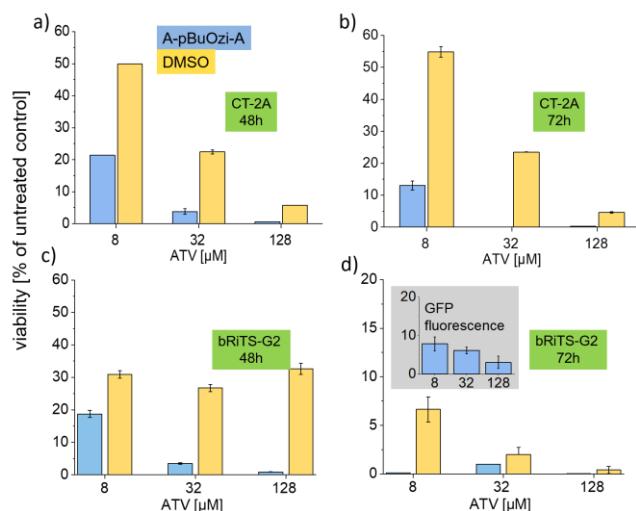 viability [% of untreated control]
a)
A-pBuOzi-A
DMSO
CT-2A
48h
60
50
40
30
20
10
0
8
32
128
ATV [µM]
b)
CT-2A
72h
60
50
40
30
20
10
0
8
32
128
ATV [µM]
c)
bRiTS-G2
48h
60
50
40
30
20
10
0
8
32
128
ATV [µM]
d)
GFP
fluorescence
20
10
0
8
32
128
bRiTS-G2
72h
20
15
10
5
0
8
32
128
ATV [µM]